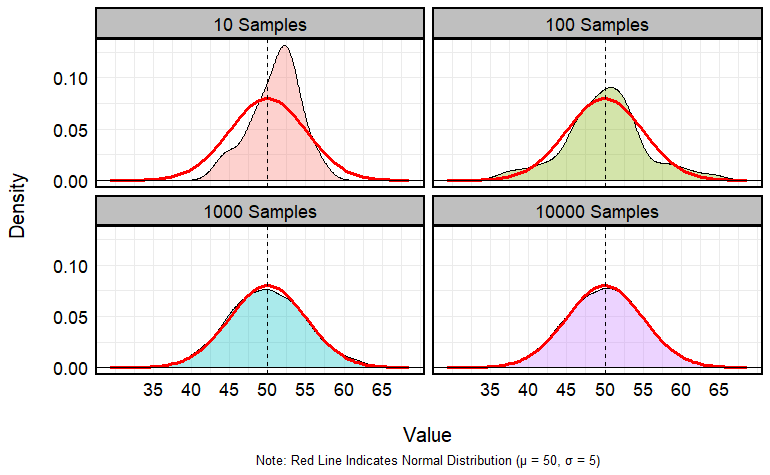 10 Samples
100 Samples
0.10
0.05
0.00
Density
1000 Samples
10000 Samples
0.10
0.05
0.00
35 40 45 50 55 60 65
35 40 45 50 55 60 65
Value
Note: Red Line Indicates Normal Distribution (μ = 50, σ = 5)